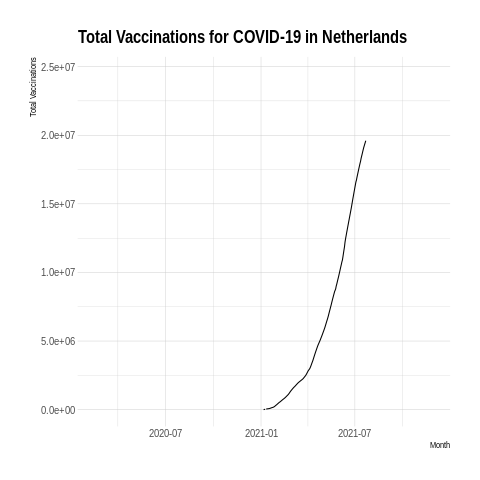 Total Vaccinations for COVID-19 in Netherlands
Total Vaccinations
2.5e+07
2.0e+07
1.5e+07
1.0e+07
5.0e+06
0.0e+00
2020-07 2021-01 2021-07
Month